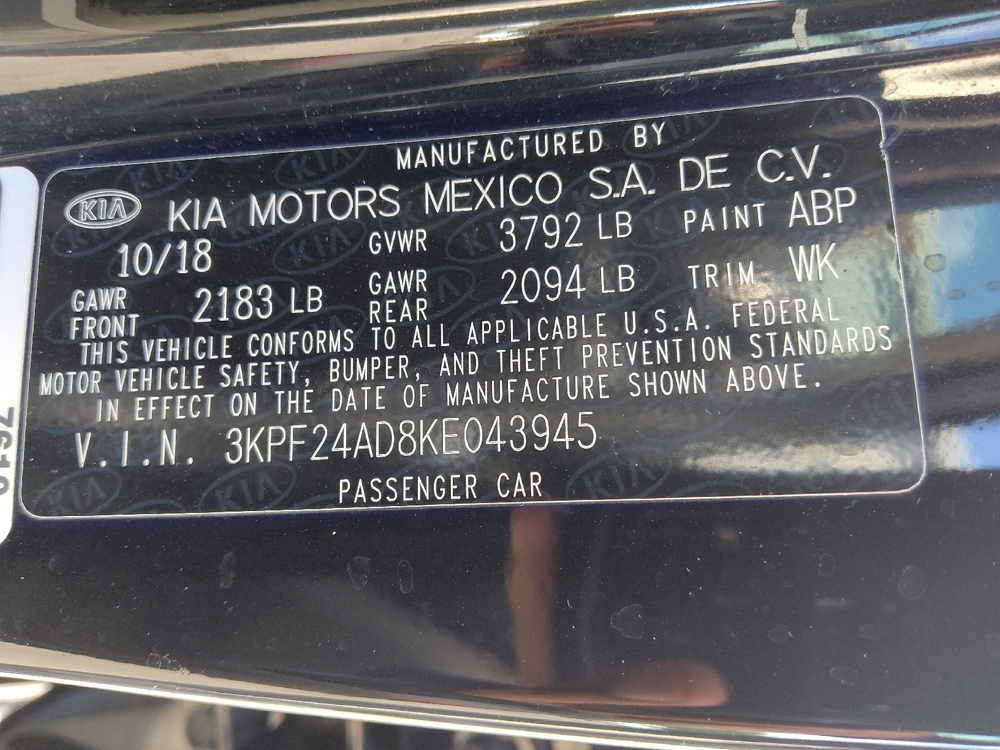 MANUFACTURED BY
KIA KIA MOTORS MEXICO S.A. DE C.V.
10/18 GVWR 3792 LB PAINT ABP
GAWR FRONT 2183 LB GAWR REAR 2094 LB TRIM WK
THIS VEHICLE CONFORMS TO ALL APPLICABLE U.S.A. FEDERAL
MOTOR VEHICLE SAFETY, BUMPER, AND THEFT PREVENTION STANDARDS
IN EFFECT ON THE DATE OF MANUFACTURE SHOWN ABOVE.
V.I.N. 3KPF24AD8KE043945
PASSENGER CAR